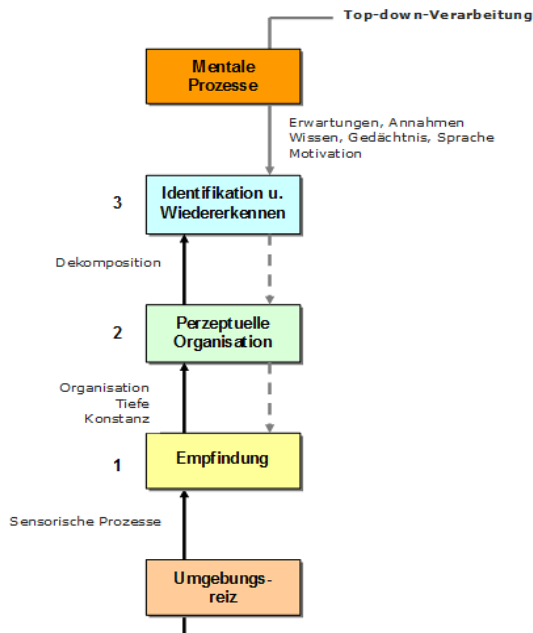 Top-down-Verarbeitung
Mentale
Prozesse
Erwartungen, Annahmen
Wissen, Gedächtnis, Sprache
Motivation
3
Identifikation u.
Wiedererkennen
Dekomposition
2
Perzeptuelle
Organisation
Organisation
Tiefe
Konstanz
1
Empfindung
Sensorische Prozesse
Umgebungs-
reiz